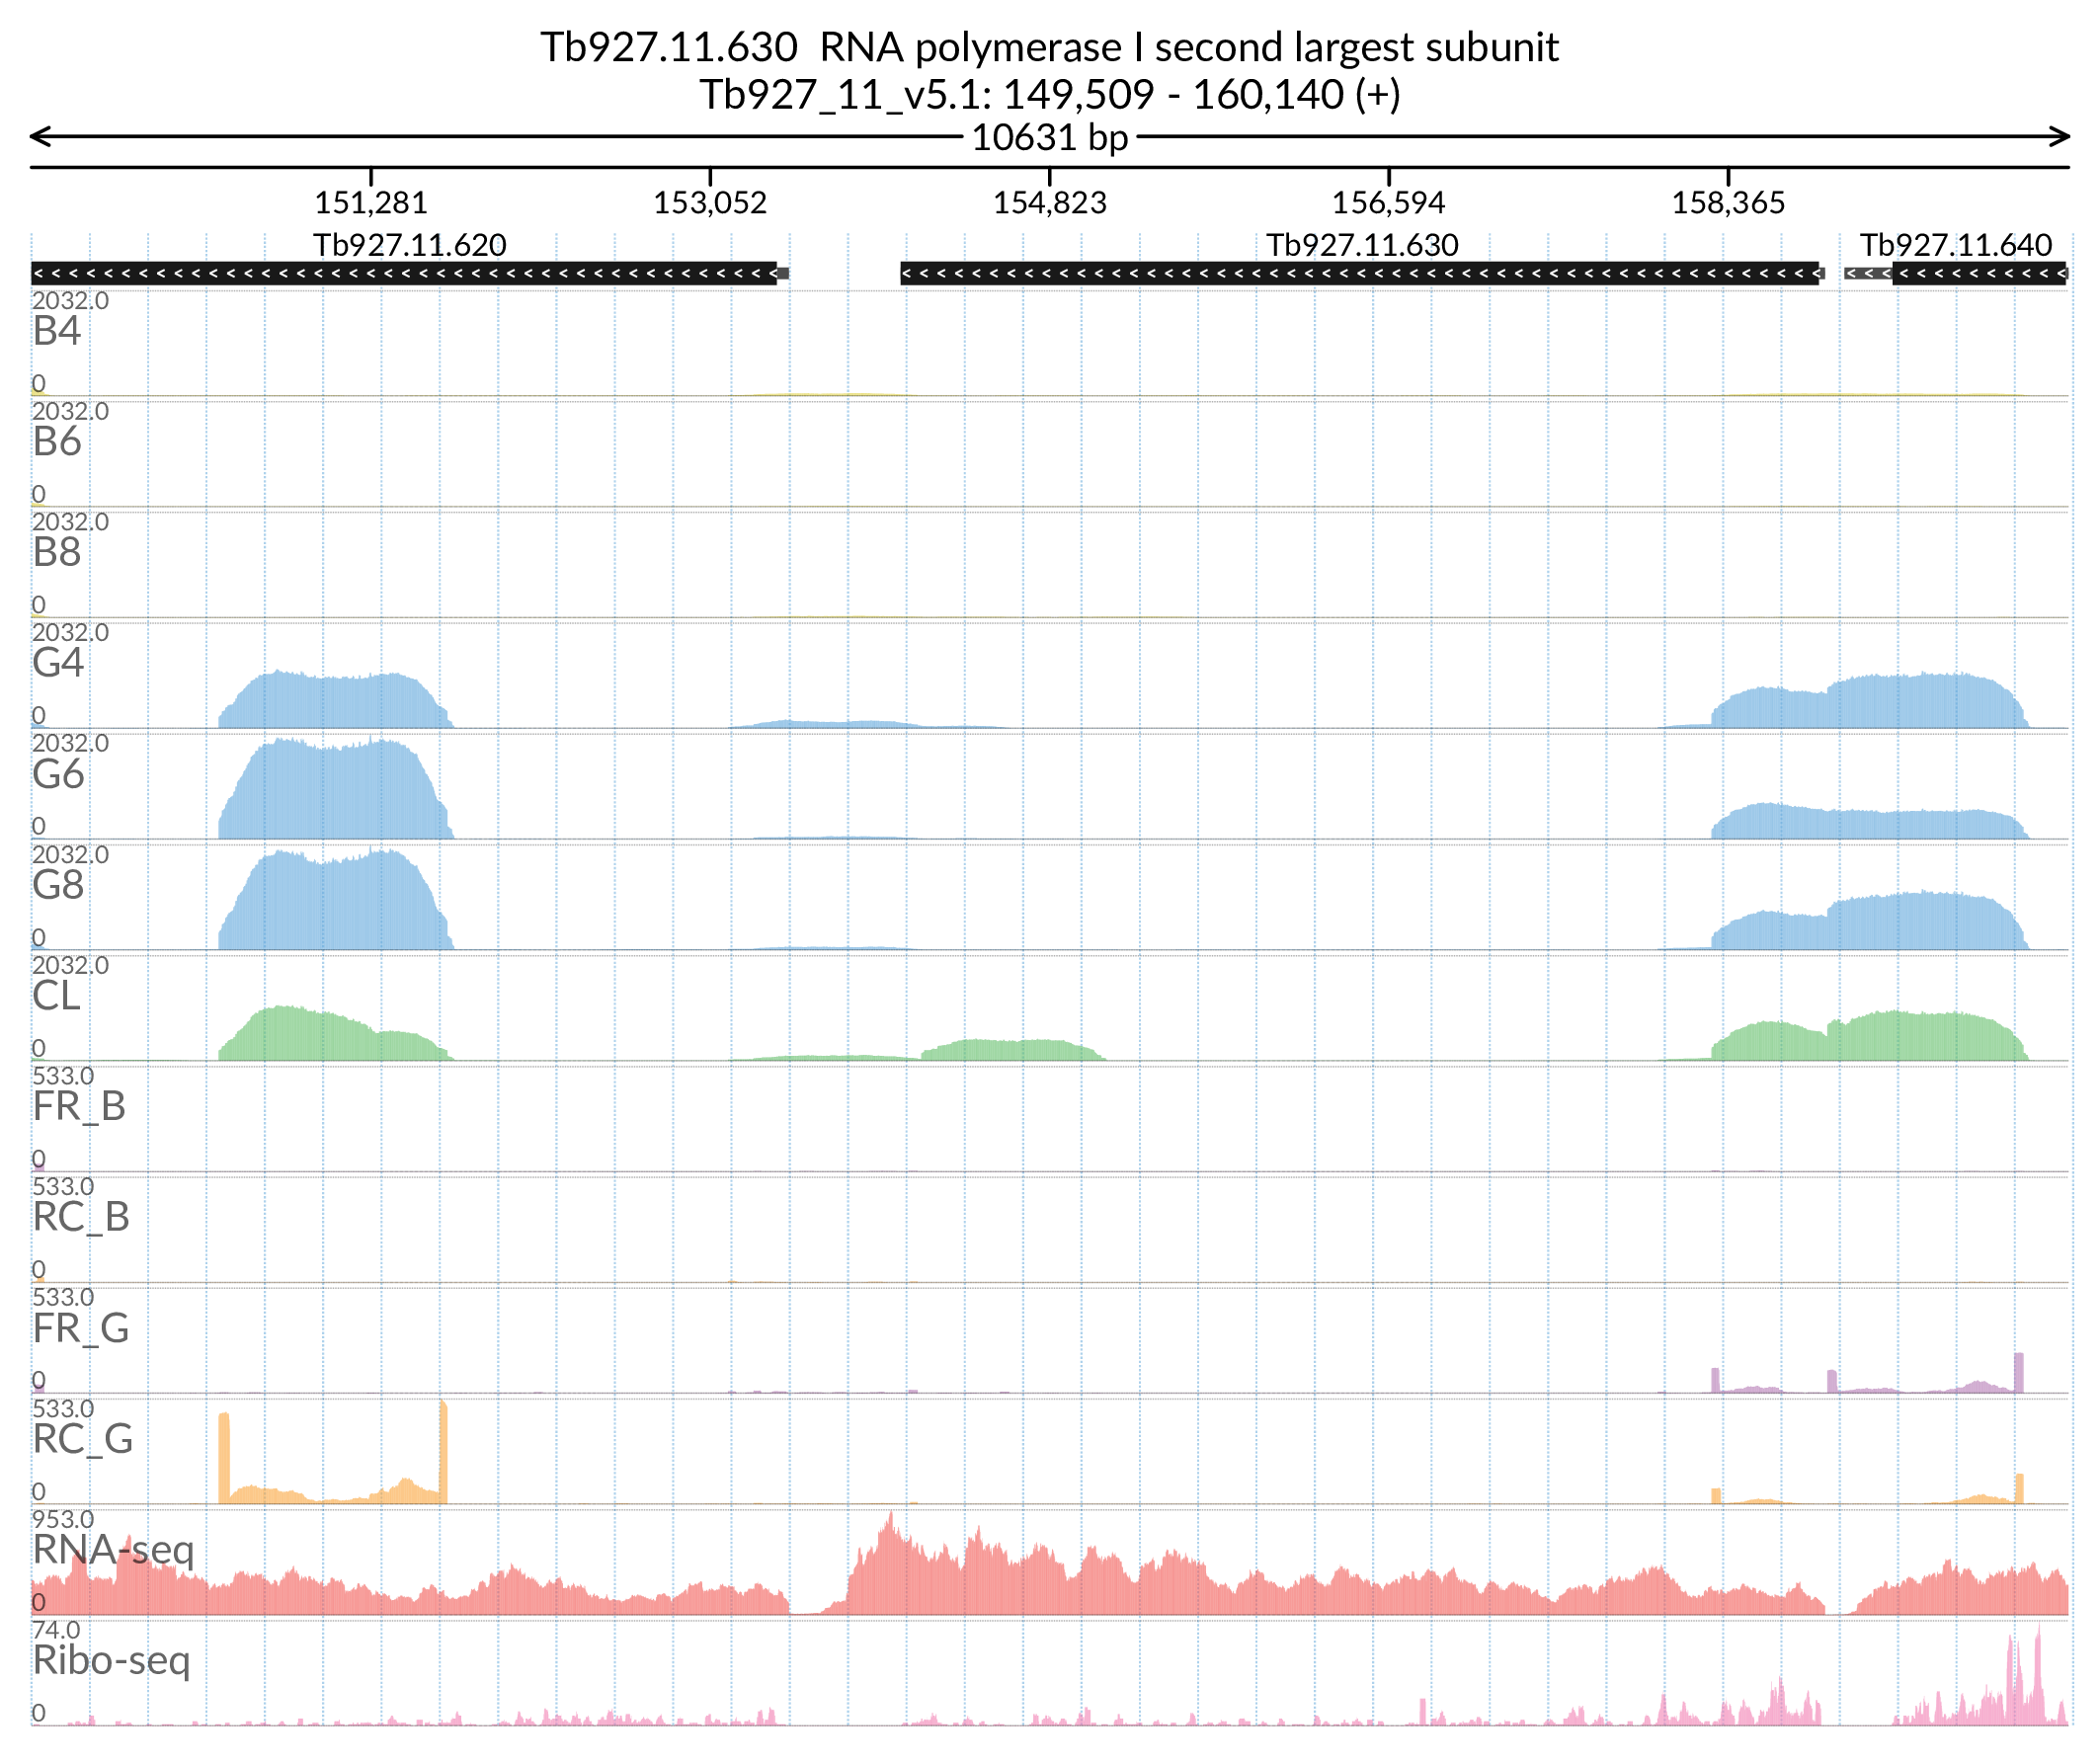 Tb927.11.630 RNA polymerase I second largest subunit
Tb927_11_v5.1: 149,509 - 160,140 (+)
10631 bp
151,281 153,052 154,823 156,594 158,365
Tb927.11.620 Tb927.11.630 Tb927.11.640
2032.0
B4
0
2032.0
B6
0
2032.0
B8
0
2032.0
G4
0
2032.0
G6
0
2032.0
G8
0
2032.0
CL
0
533.0
FR_B
0
533.0
RC_B
0
533.0
FR_G
0
533.0
RC_G
0
953.0
RNA-seq
0
74.0
Ribo-seq
0